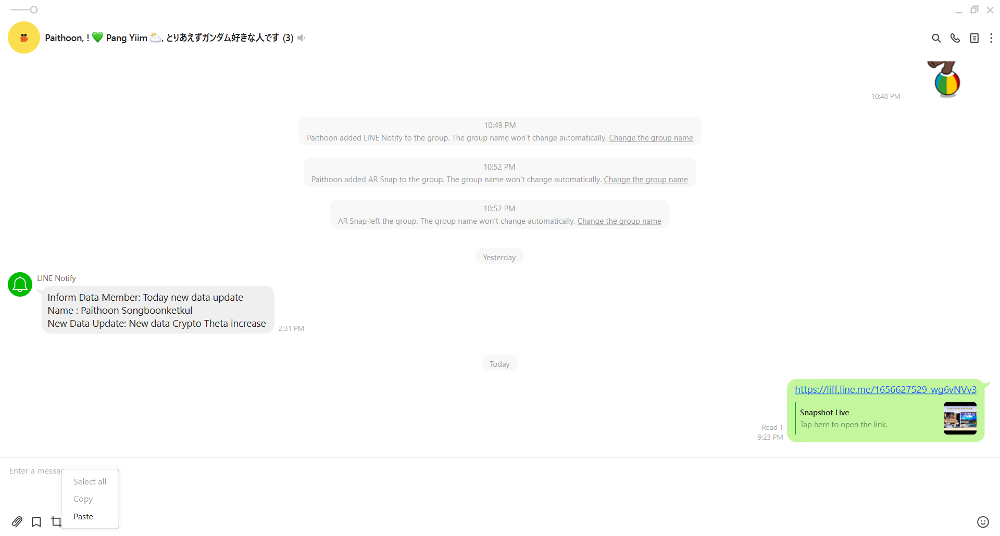 Paithoon, ! 💚 Pang Yiim 🌥️, とりあえずガンダム好きな人です (3)
10:48 PM
10:49 PM
Paithoon added LINE Notify to the group. The group name won't change automatically. Change the group name
10:52 PM
Paithoon added AR Snap to the group. The group name won't change automatically. Change the group name
10:52 PM
AR Snap left the group. The group name won't change automatically. Change the group name
Yesterday
LINE Notify
Inform Data Member: Today new data update
Name : Paithoon Songboonketkul
New Data Update: New data Crypto Theta increase
2:31 PM
Today
https://liff.line.me/1656627529-wg6vNVv3
Snapshot Live
Tap here to open the link.
Read 1
9:23 PM
Enter a messag
Select all
Copy
Paste